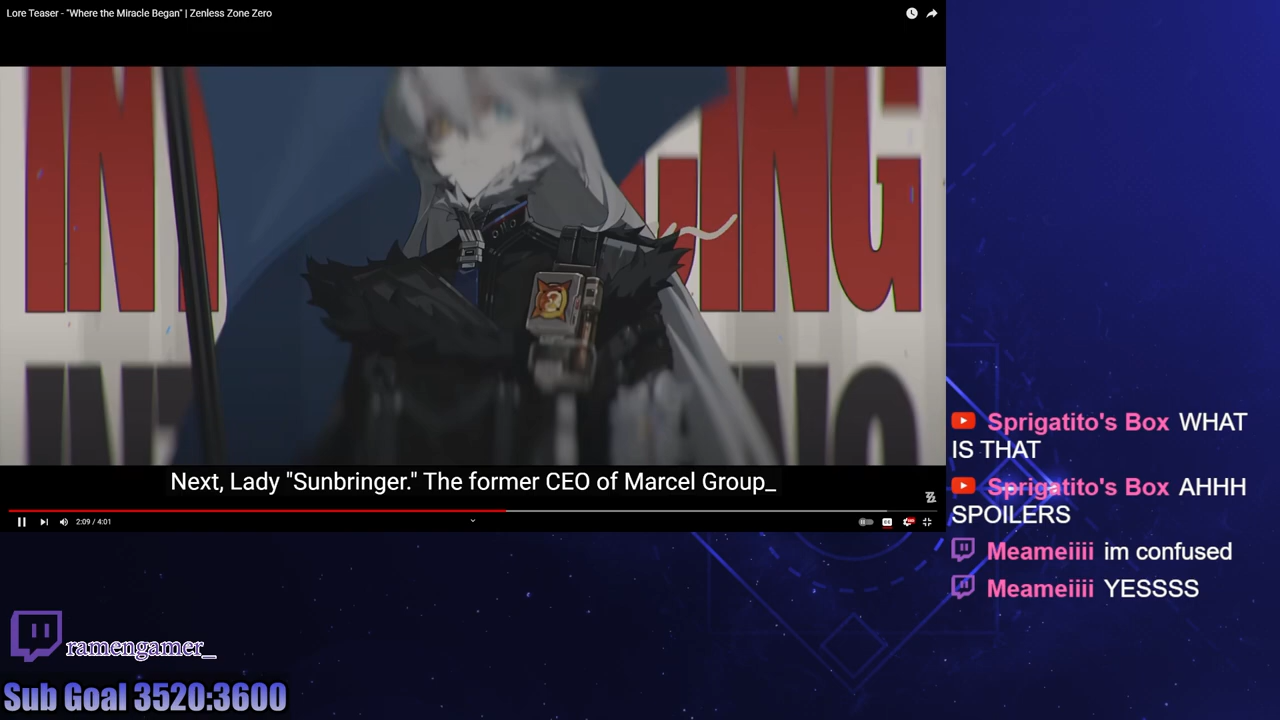 Lore Teaser - "Where the Miracle Began" | Zenless Zone Zero
Next, Lady "Sunbringer." The former CEO of Marcel Group_
2:09 / 4:01
Sprigatito's Box WHAT
IS THAT
Sprigatito's Box AHHH
SPOILERS
Meameiiii im confused
Meameiiii YESSSS
ramengamer_
Sub Goal 3520:3600